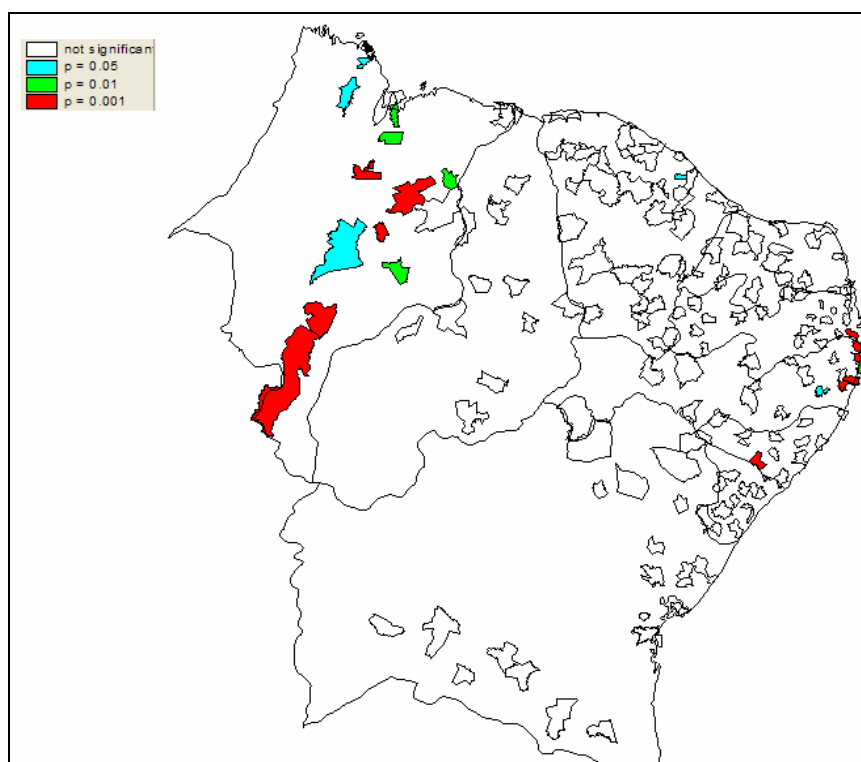 not significant
p = 0.05
p = 0.01
p = 0.001